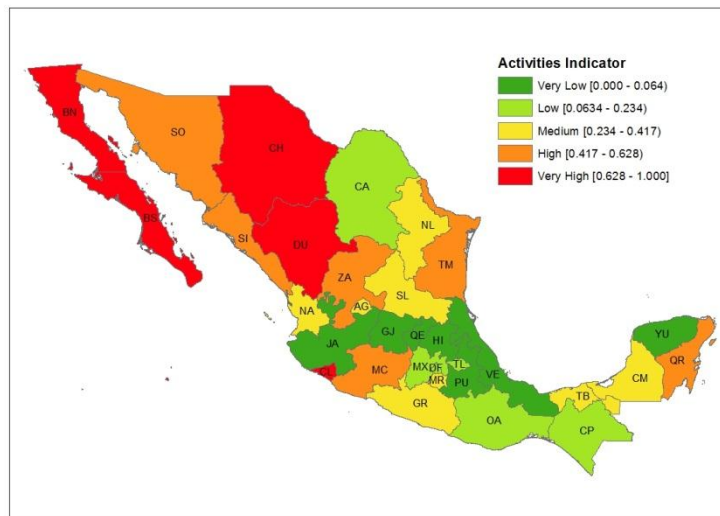 Activities Indicator
Very Low [0.000 - 0.064)
Low [0.0634 - 0.234)
Medium [0.234 - 0.417)
High [0.417 - 0.628)
Very High [0.628 - 1.000]
BN
SO
CH
CA
BS
NL
SI
DU
TM
ZA
SL
NA
AG
JA
GJ
QE
HI
YU
CL
MC
MX
DF
TL
MR
PU
VE
QR
CM
TB
GR
OA
CP